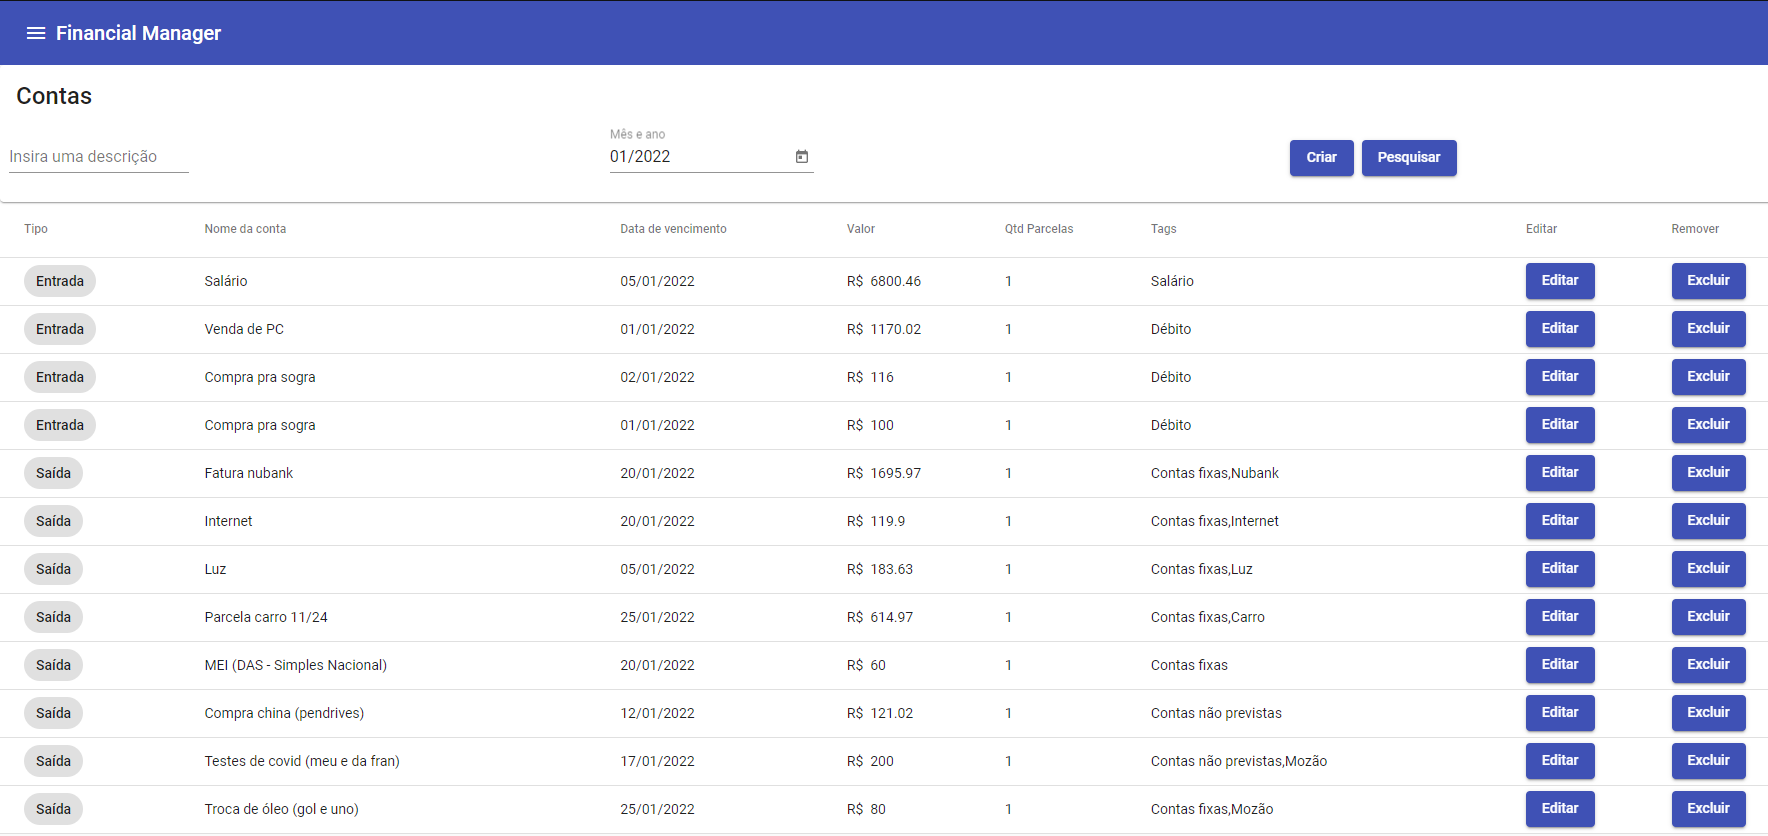 Financial Manager
Contas
Mês e ano
Insira uma descrição 01/2022 Criar Pesquisar
Tipo Nome da conta Data de vencimento Valor Qtd Parcelas Tags Editar Remover
Entrada Salário 05/01/2022 R$ 6800.46 1 Salário Editar Excluir
Entrada Venda de PC 01/01/2022 R$ 1170.02 1 Débito Editar Excluir
Entrada Compra pra sogra 02/01/2022 R$ 116 1 Débito Editar Excluir
Entrada Compra pra sogra 01/01/2022 R$ 100 1 Débito Editar Excluir
Saída Fatura nubank 20/01/2022 R$ 1695.97 1 Contas fixas,Nubank Editar Excluir
Saída Internet 20/01/2022 R$ 119.9 1 Contas fixas,Internet Editar Excluir
Saída Luz 05/01/2022 R$ 183.63 1 Contas fixas,Luz Editar Excluir
Saída Parcela carro 11/24 25/01/2022 R$ 614.97 1 Contas fixas,Carro Editar Excluir
Saída MEI (DAS - Simples Nacional) 20/01/2022 R$ 60 1 Contas fixas Editar Excluir
Saída Compra china (pendrives) 12/01/2022 R$ 121.02 1 Contas não previstas Editar Excluir
Saída Testes de covid (meu e da fran) 17/01/2022 R$ 200 1 Contas não previstas,Mozão Editar Excluir
Saída Troca de óleo (gol e uno) 25/01/2022 R$ 80 1 Contas fixas,Mozão Editar Excluir